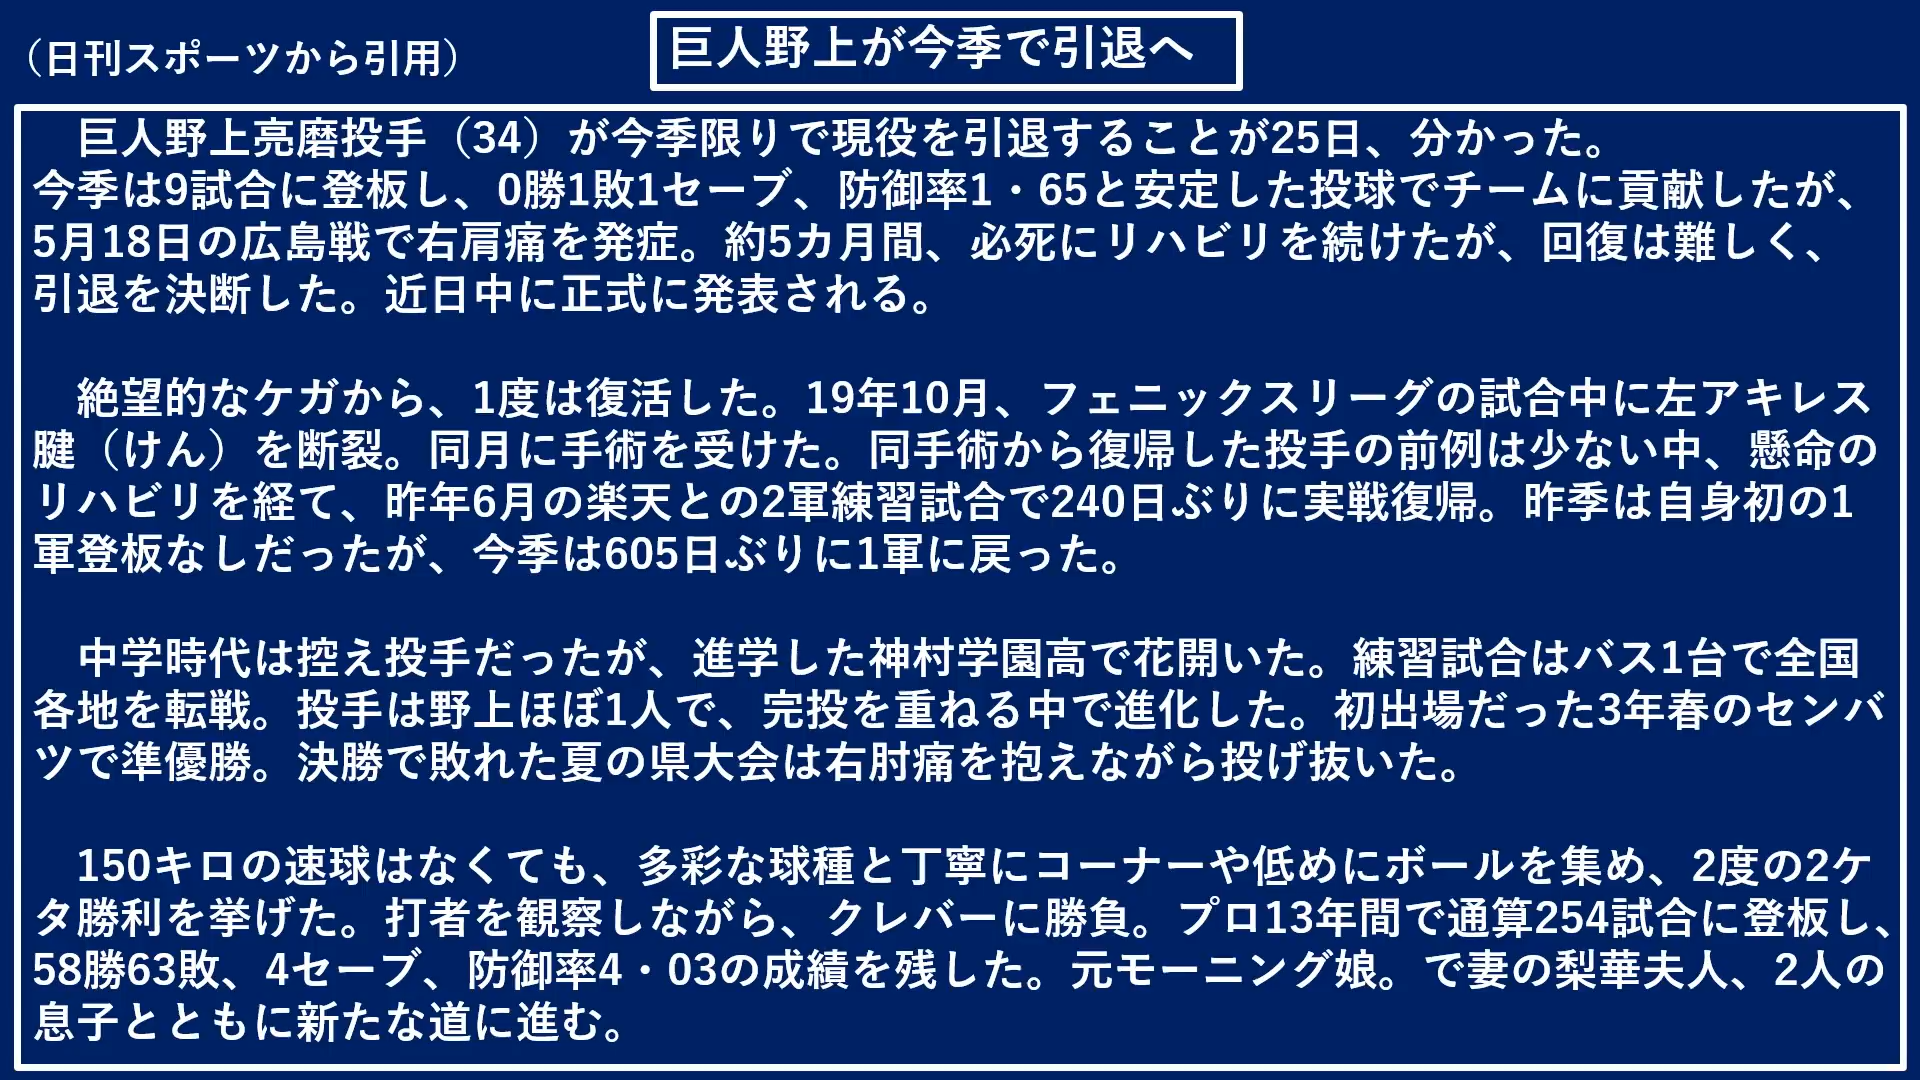 （日刊スポーツから引用）
巨人野上が今季で引退へ
巨人野上亮磨投手（34）が今季限りで現役を引退することが25日、分かった。
今季は9試合に登板し、0勝1敗1セーブ、防御率1・65と安定した投球でチームに貢献したが、
5月18日の広島戦で右肩痛を発症。約5カ月間、必死にリハビリを続けたが、回復は難しく、
引退を決断した。近日中に正式に発表される。
絶望的なケガから、1度は復活した。19年10月、フェニックスリーグの試合中に左アキレス
腱（けん）を断裂。同月に手術を受けた。同手術から復帰した投手の前例は少ない中、懸命の
リハビリを経て、昨年6月の楽天との2軍練習試合で240日ぶりに実戦復帰。昨季は自身初の1
軍登板なしだったが、今季は605日ぶりに1軍に戻った。
中学時代は控え投手だったが、進学した神村学園高で花開いた。練習試合はバス1台で全国
各地を転戦。投手は野上ほぼ1人で、完投を重ねる中で進化した。初出場だった3年春のセンバ
ツで準優勝。決勝で敗れた夏の県大会は右肘痛を抱えながら投げ抜いた。
150キロの速球はなくても、多彩な球種と丁寧にコーナーや低めにボールを集め、2度の2ケ
タ勝利を挙げた。打者を観察しながら、クレバーに勝負。プロ13年間で通算254試合に登板し、
58勝63敗、4セーブ、防御率4・03の成績を残した。元モーニング娘。で妻の梨華夫人、2人の
息子とともに新たな道に進む。